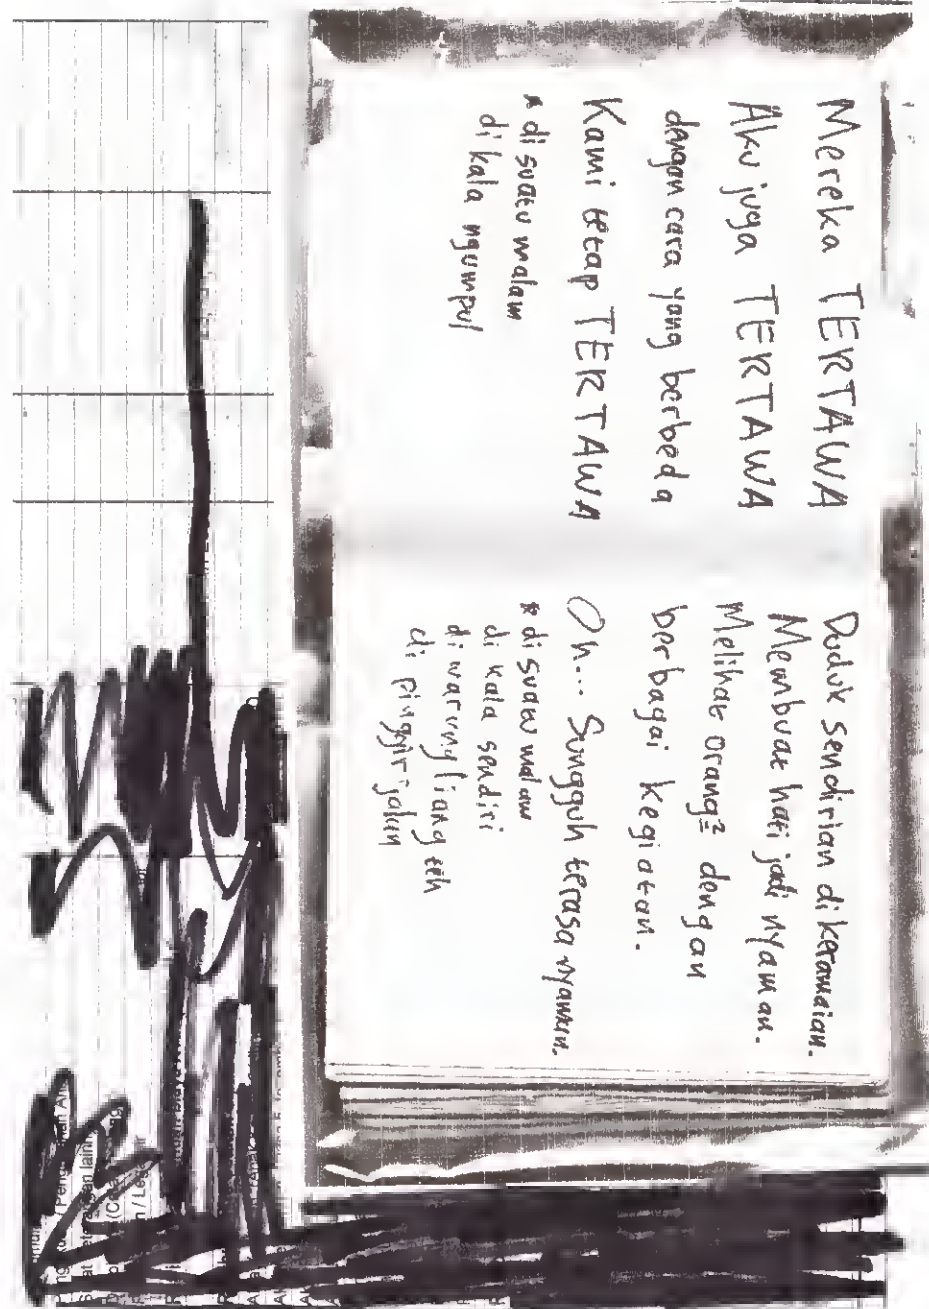 Mereka TERTAWA
Aku juga TERTAWA
dengan cara yang berbeda
Kami tetap TERTAWA
* di suatu malam
di kala ngumpul
Duduk sendirian di keramaian.
Membuat hati jadi nyaman.
Melihat orang² dengan
berbagai kegiatan.
Oh... Sungguh terasa nyaman.
* di suatu malam
di kala sendiri
di warung liang teh
di pinggir jalan